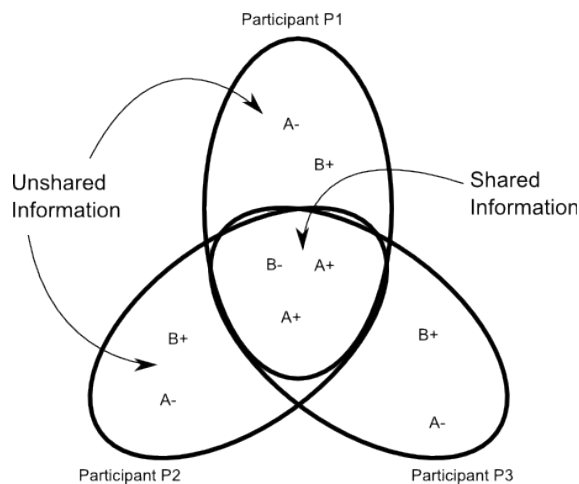 Participant P1
A-
B+
Unshared
Information
Shared
Information
B-
A+
A+
B+
A-
B+
A-
Participant P2
Participant P3